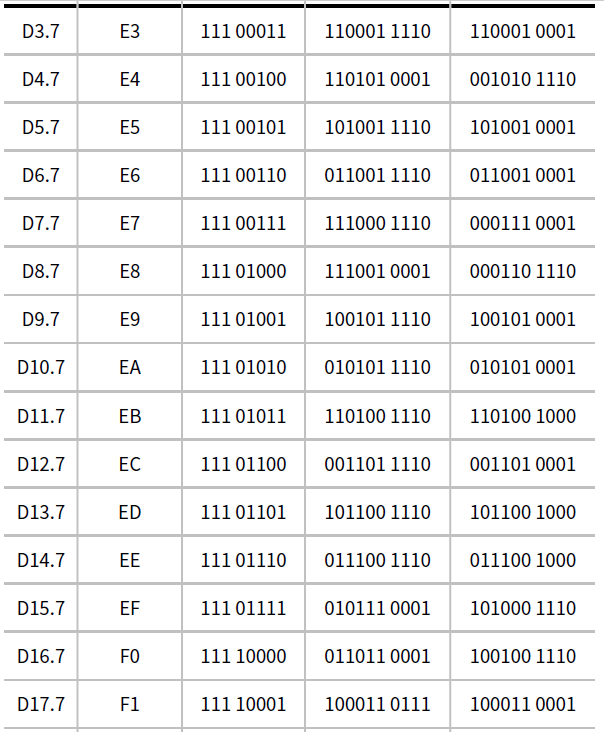 D3.7 E3 111 00011 110001 1110 110001 0001
D4.7 E4 111 00100 110101 0001 001010 1110
D5.7 E5 111 00101 101001 1110 101001 0001
D6.7 E6 111 00110 011001 1110 011001 0001
D7.7 E7 111 00111 111000 1110 000111 0001
D8.7 E8 111 01000 111001 0001 000110 1110
D9.7 E9 111 01001 100101 1110 100101 0001
D10.7 EA 111 01010 010101 1110 010101 0001
D11.7 EB 111 01011 110100 1110 110100 1000
D12.7 EC 111 01100 001101 1110 001101 0001
D13.7 ED 111 01101 101100 1110 101100 1000
D14.7 EE 111 01110 011100 1110 011100 1000
D15.7 EF 111 01111 010111 0001 101000 1110
D16.7 F0 111 10000 011011 0001 100100 1110
D17.7 F1 111 10001 100011 0111 100011 0001